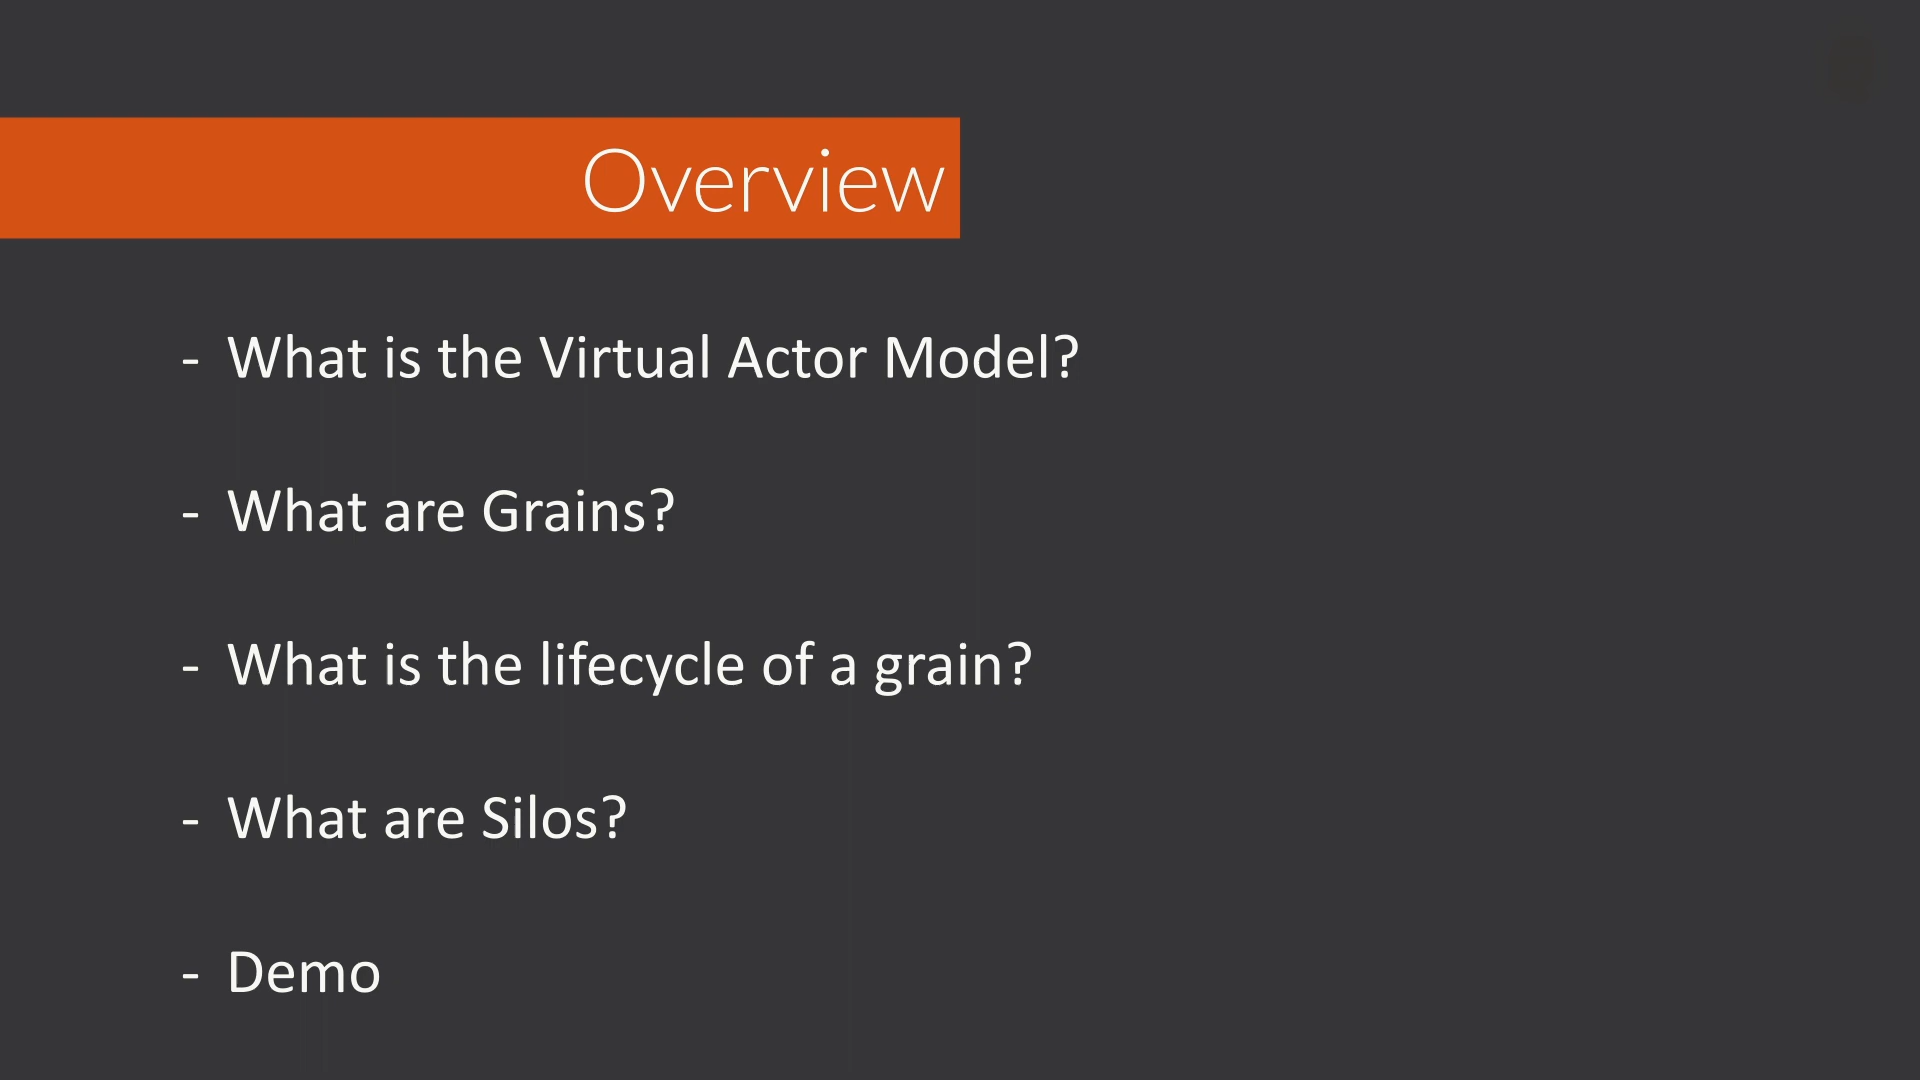 Overview
- What is the Virtual Actor Model?
- What are Grains?
- What is the lifecycle of a grain?
- What are Silos?
- Demo